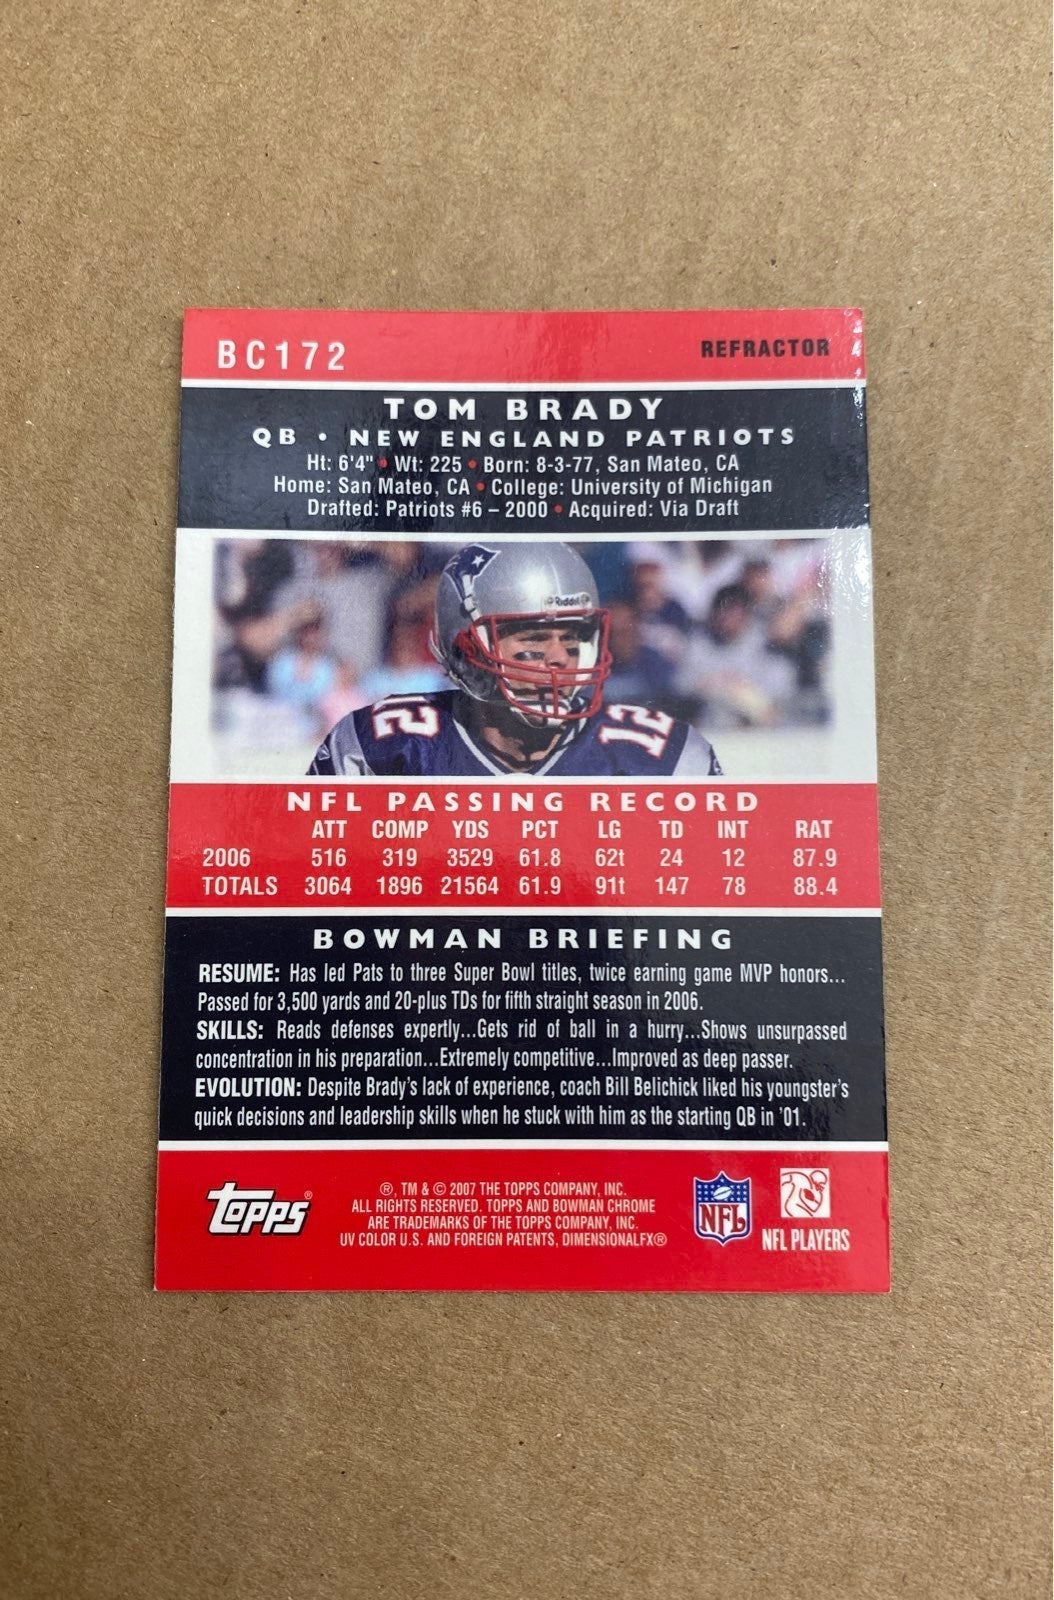 BC172
REFRACTOR
TOM BRADY
QB • NEW ENGLAND PATRIOTS
Ht: 6'4" • Wt: 225 • Born: 8-3-77, San Mateo, CA
Home: San Mateo, CA • College: University of Michigan
Drafted: Patriots #6 – 2000 • Acquired: Via Draft
Riddell
12 12
NFL PASSING RECORD
ATT COMP YDS PCT LG TD INT RAT
2006 516 319 3529 61.8 62t 24 12 87.9
TOTALS 3064 1896 21564 61.9 91t 147 78 88.4
BOWMAN BRIEFING
RESUME: Has led Pats to three Super Bowl titles, twice earning game MVP honors...
Passed for 3,500 yards and 20-plus TDs for fifth straight season in 2006.
SKILLS: Reads defenses expertly...Gets rid of ball in a hurry...Shows unsurpassed
concentration in his preparation...Extremely competitive...Improved as deep passer.
EVOLUTION: Despite Brady's lack of experience, coach Bill Belichick liked his youngster's
quick decisions and leadership skills when he stuck with him as the starting QB in '01.
topps®
®, TM & © 2007 THE TOPPS COMPANY, INC.
ALL RIGHTS RESERVED. TOPPS AND BOWMAN CHROME
ARE TRADEMARKS OF THE TOPPS COMPANY, INC.
UV COLOR U.S. AND FOREIGN PATENTS, DIMENSIONALFX®
NFL
NFL PLAYERS